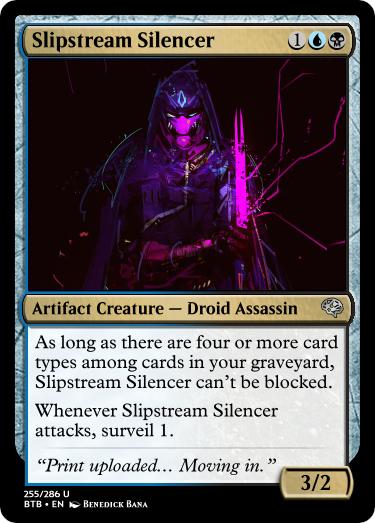 Slipstream Silencer 1
Artifact Creature — Droid Assassin
As long as there are four or more card
types among cards in your graveyard,
Slipstream Silencer can't be blocked.
Whenever Slipstream Silencer
attacks, surveil 1.
“Print uploaded… Moving in.”
3/2
255/286 U
BTB • EN Benedick Bana